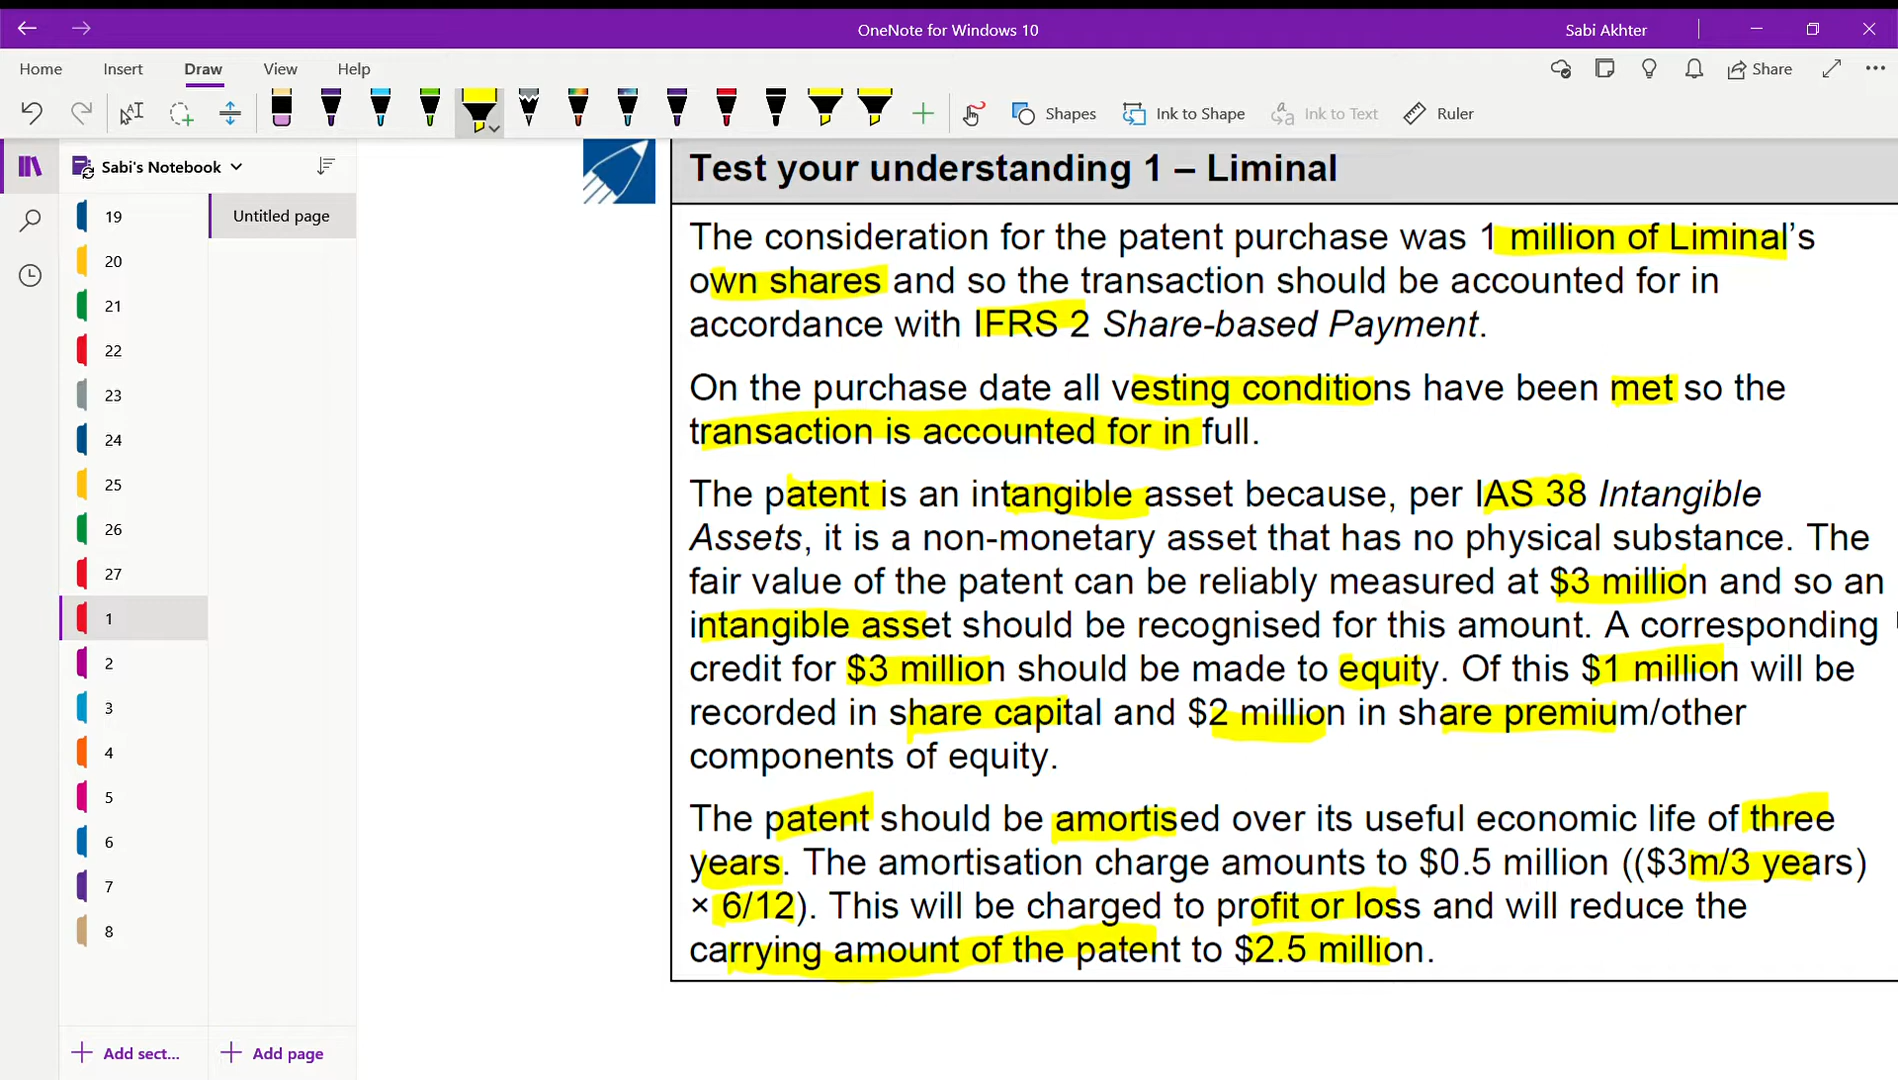 OneNote for Windows 10
Sabi Akhter
Home Insert Draw View Help
Share
Shapes Ink to Shape Ink to Text Ruler
Sabi's Notebook
19
20
21
22
23
24
25
26
27
1
2
3
4
5
6
7
8
Untitled page
Add sect...
Add page
Test your understanding 1 – Liminal
The consideration for the patent purchase was 1 million of Liminal’s
own shares and so the transaction should be accounted for in
accordance with IFRS 2 Share-based Payment.
On the purchase date all vesting conditions have been met so the
transaction is accounted for in full.
The patent is an intangible asset because, per IAS 38 Intangible
Assets, it is a non-monetary asset that has no physical substance. The
fair value of the patent can be reliably measured at $3 million and so an
intangible asset should be recognised for this amount. A corresponding
credit for $3 million should be made to equity. Of this $1 million will be
recorded in share capital and $2 million in share premium/other
components of equity.
The patent should be amortised over its useful economic life of three
years. The amortisation charge amounts to $0.5 million (($3m/3 years)
× 6/12). This will be charged to profit or loss and will reduce the
carrying amount of the patent to $2.5 million.